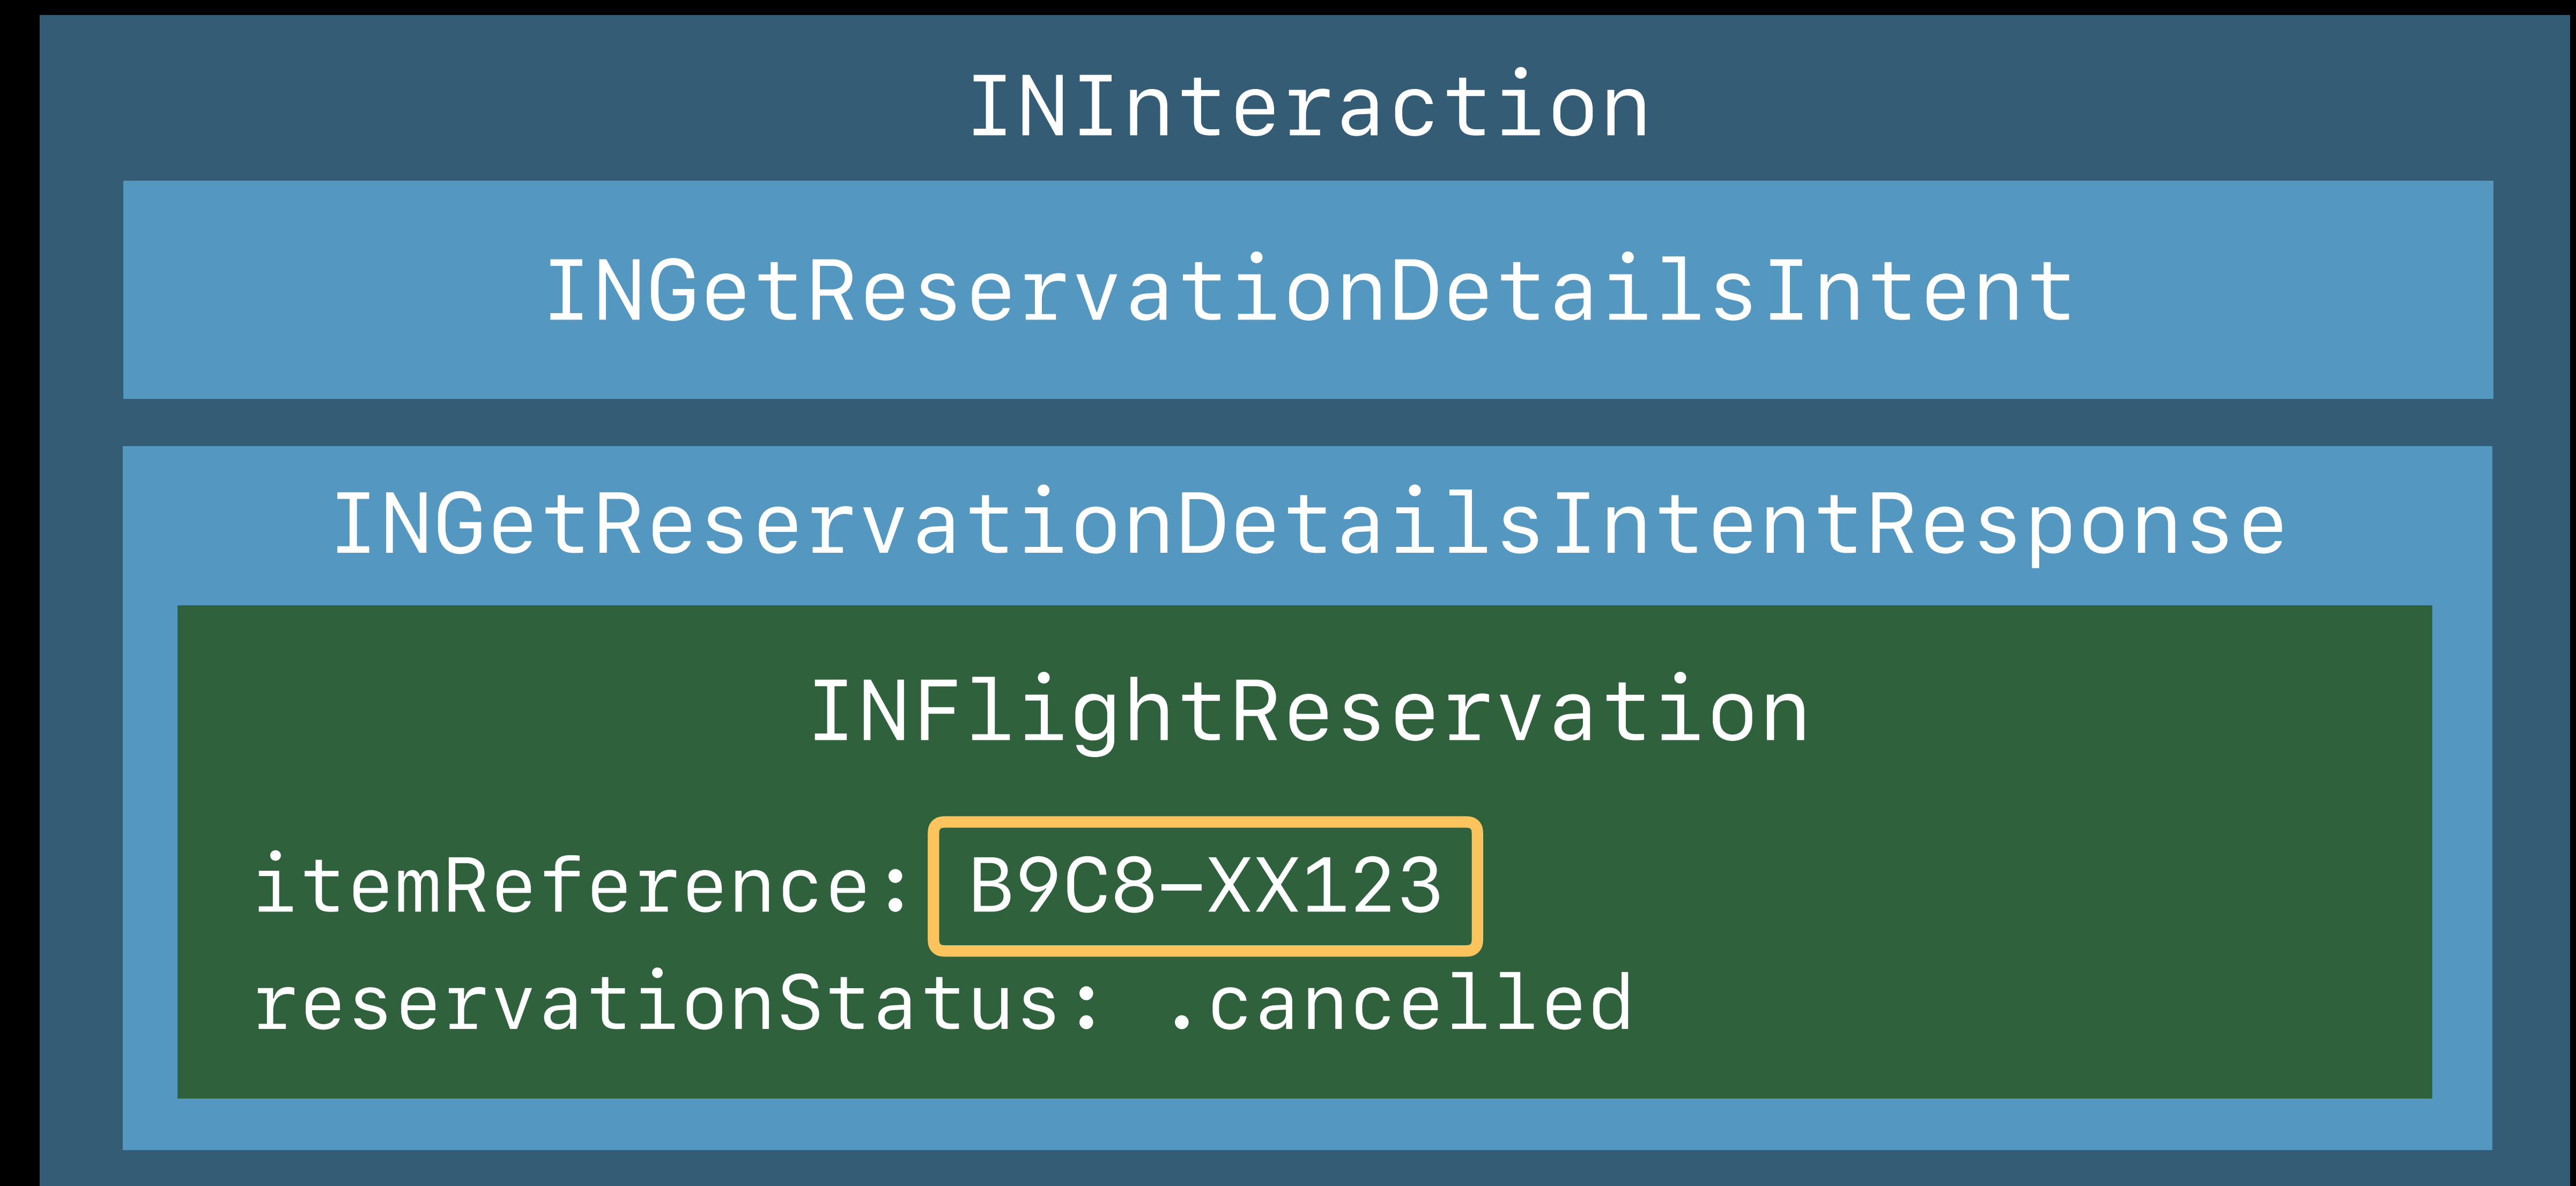 INInteraction
INGetReservationDetailsIntent
INGetReservationDetailsIntentResponse
INFlightReservation
itemReference: B9C8–XX123
reservationStatus: .cancelled